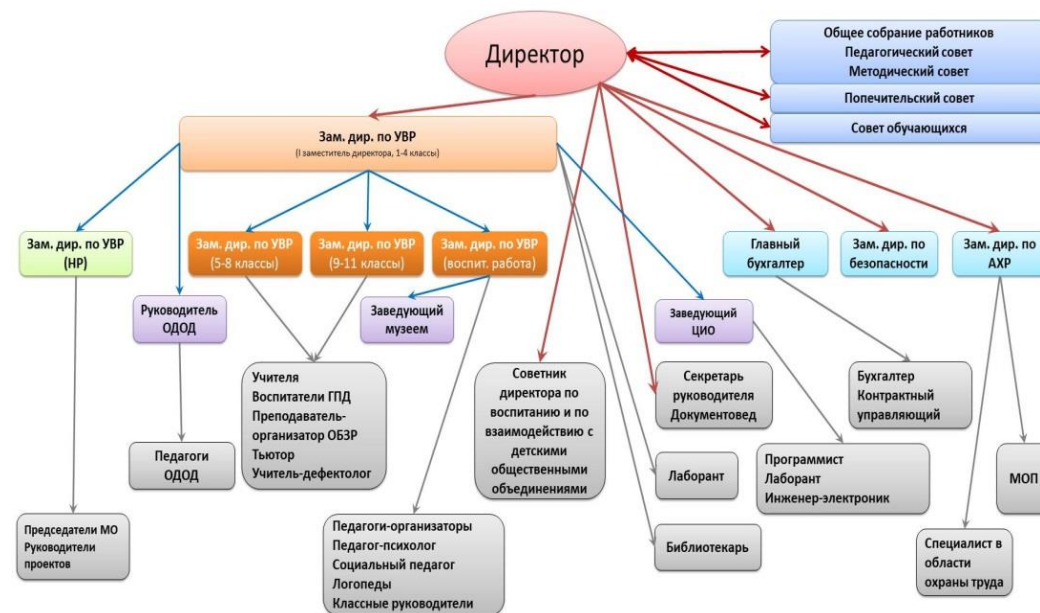 Директор
Общее собрание работников
Педагогический совет
Методический совет
Попечительский совет
Совет обучающихся
Зам. дир. по УВР
(I заместитель директора, 1-4 классы)
Зам. дир. по УВР
(НР)
Зам. дир. по УВР
(5-8 классы)
Зам. дир. по УВР
(9-11 классы)
Зам. дир. по УВР
(воспит. работа)
Главный
бухгалтер
Зам. дир. по
безопасности
Зам. дир. по
АХР
Руководитель
ОДОД
Заведующий
музеем
Заведующий
ЦИО
Учителя
Воспитатели ГПД
Преподаватель-
организатор ОБЗР
Тьютор
Учитель-дефектолог
Советник
директора по
воспитанию и по
взаимодействию с
детскими
общественными
объединениями
Секретарь
руководителя
Документовед
Бухгалтер
Контрактный
управляющий
Педагоги
ОДОД
Лаборант
Программист
Лаборант
Инженер-электроник
МОП
Председатели МО
Руководители
проектов
Педагоги-организаторы
Педагог-психолог
Социальный педагог
Логопеды
Классные руководители
Библиотекарь
Специалист в
области
охраны труда